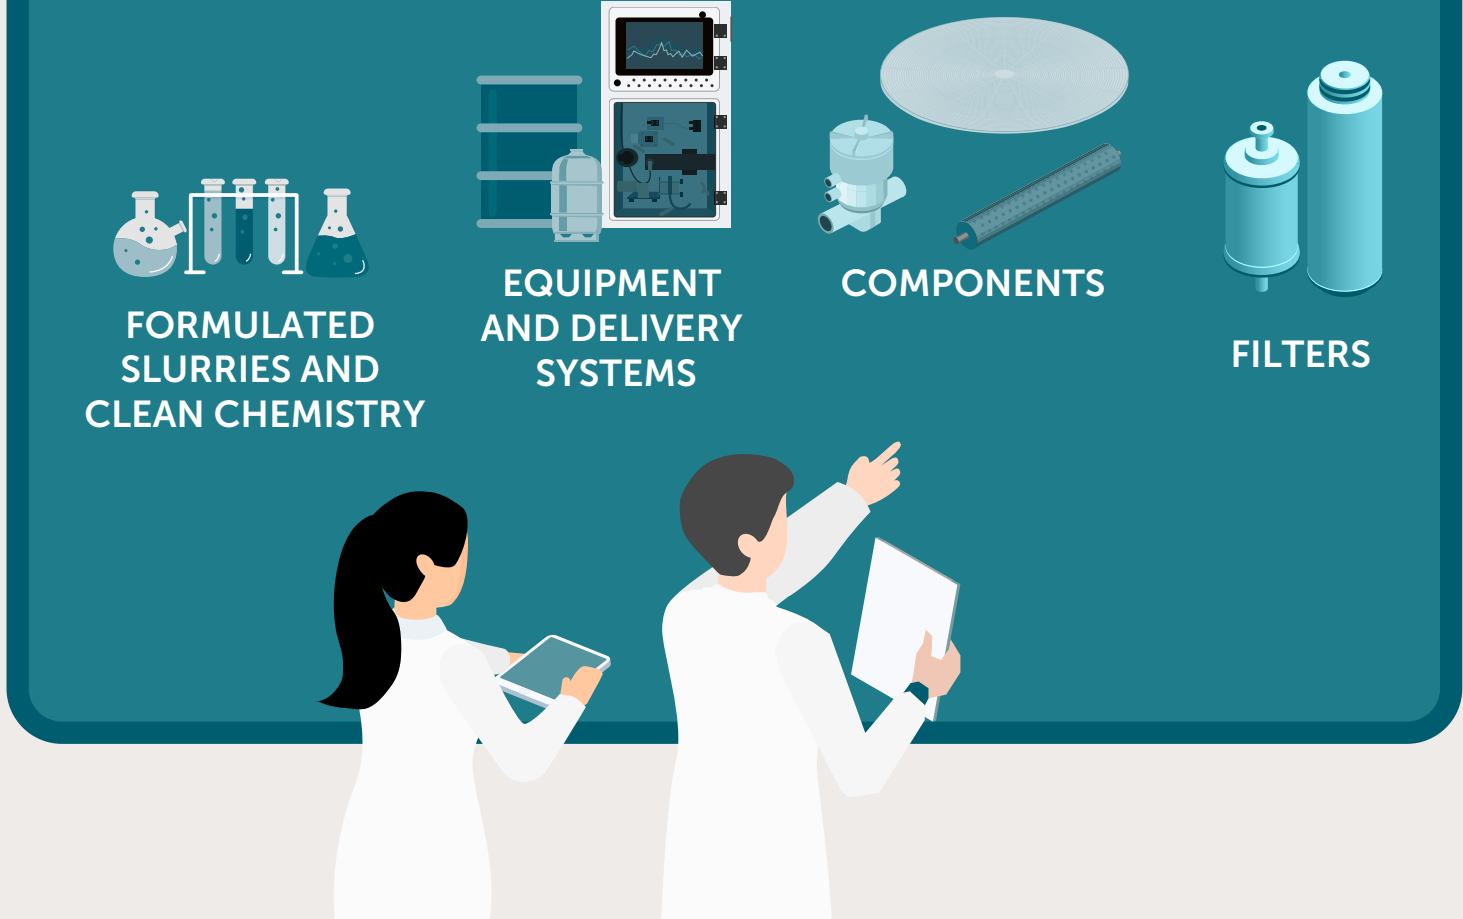 FORMULATED
SLURRIES AND
CLEAN CHEMISTRY
EQUIPMENT
AND DELIVERY
SYSTEMS
COMPONENTS
FILTERS